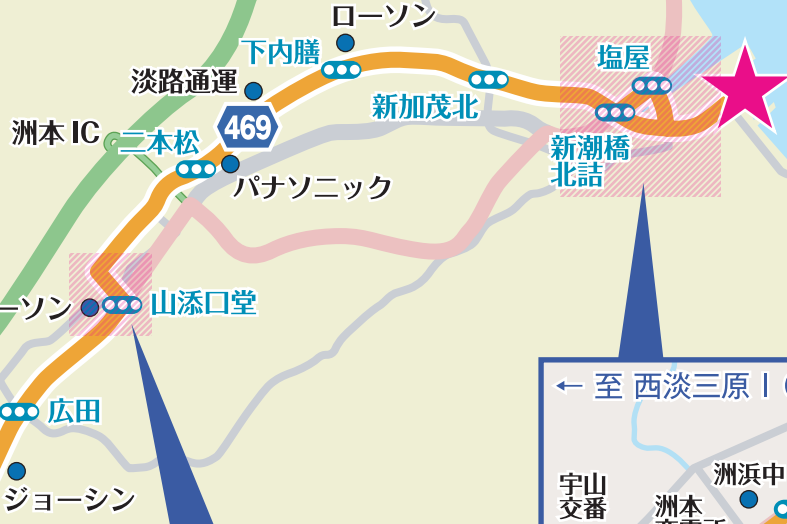 ローソン
下内膳
淡路通運
塩屋
新加茂北
469
洲本IC
二本松
新潮橋
北詰
パナソニック
山添口堂
ーソン
← 至 西淡三原I
広田
ジョーシン
宇山
交番
洲浜中
洲本